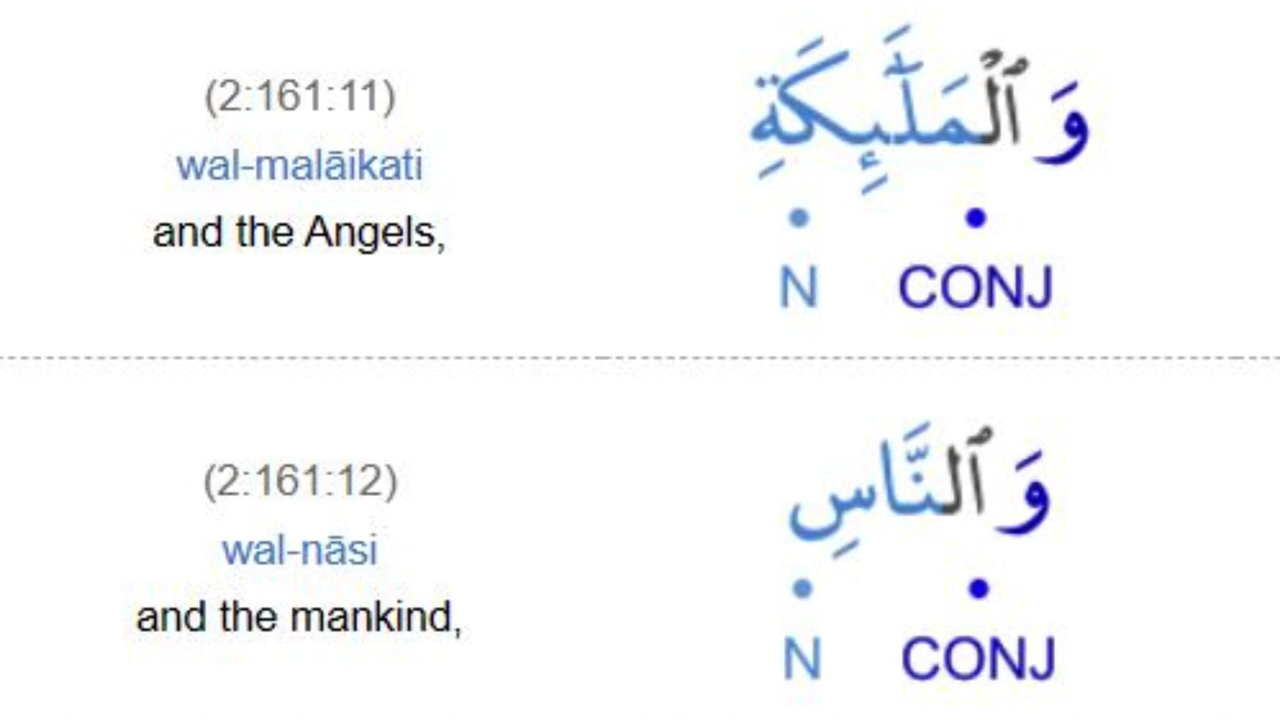 (2:161:11)
wal-malāikati
and the Angels,
وَ ٱلْمَلَـٰٓئِكَةِ
N CONJ
(2:161:12)
wal-nāsi
and the mankind,
وَ ٱلنَّاسِ
N CONJ